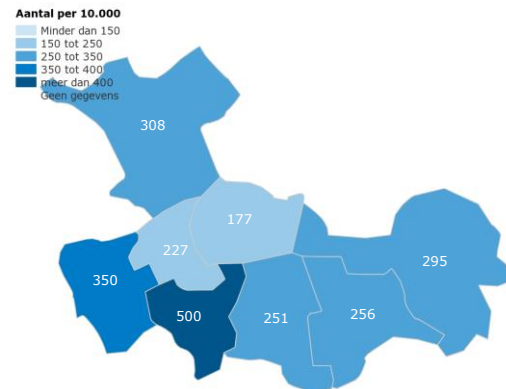 Aantal per 10.000
Minder dan 150
150 tot 250
250 tot 350
350 tot 400
meer dan 400
Geen gegevens
308
177
227
295
350
500
251
256